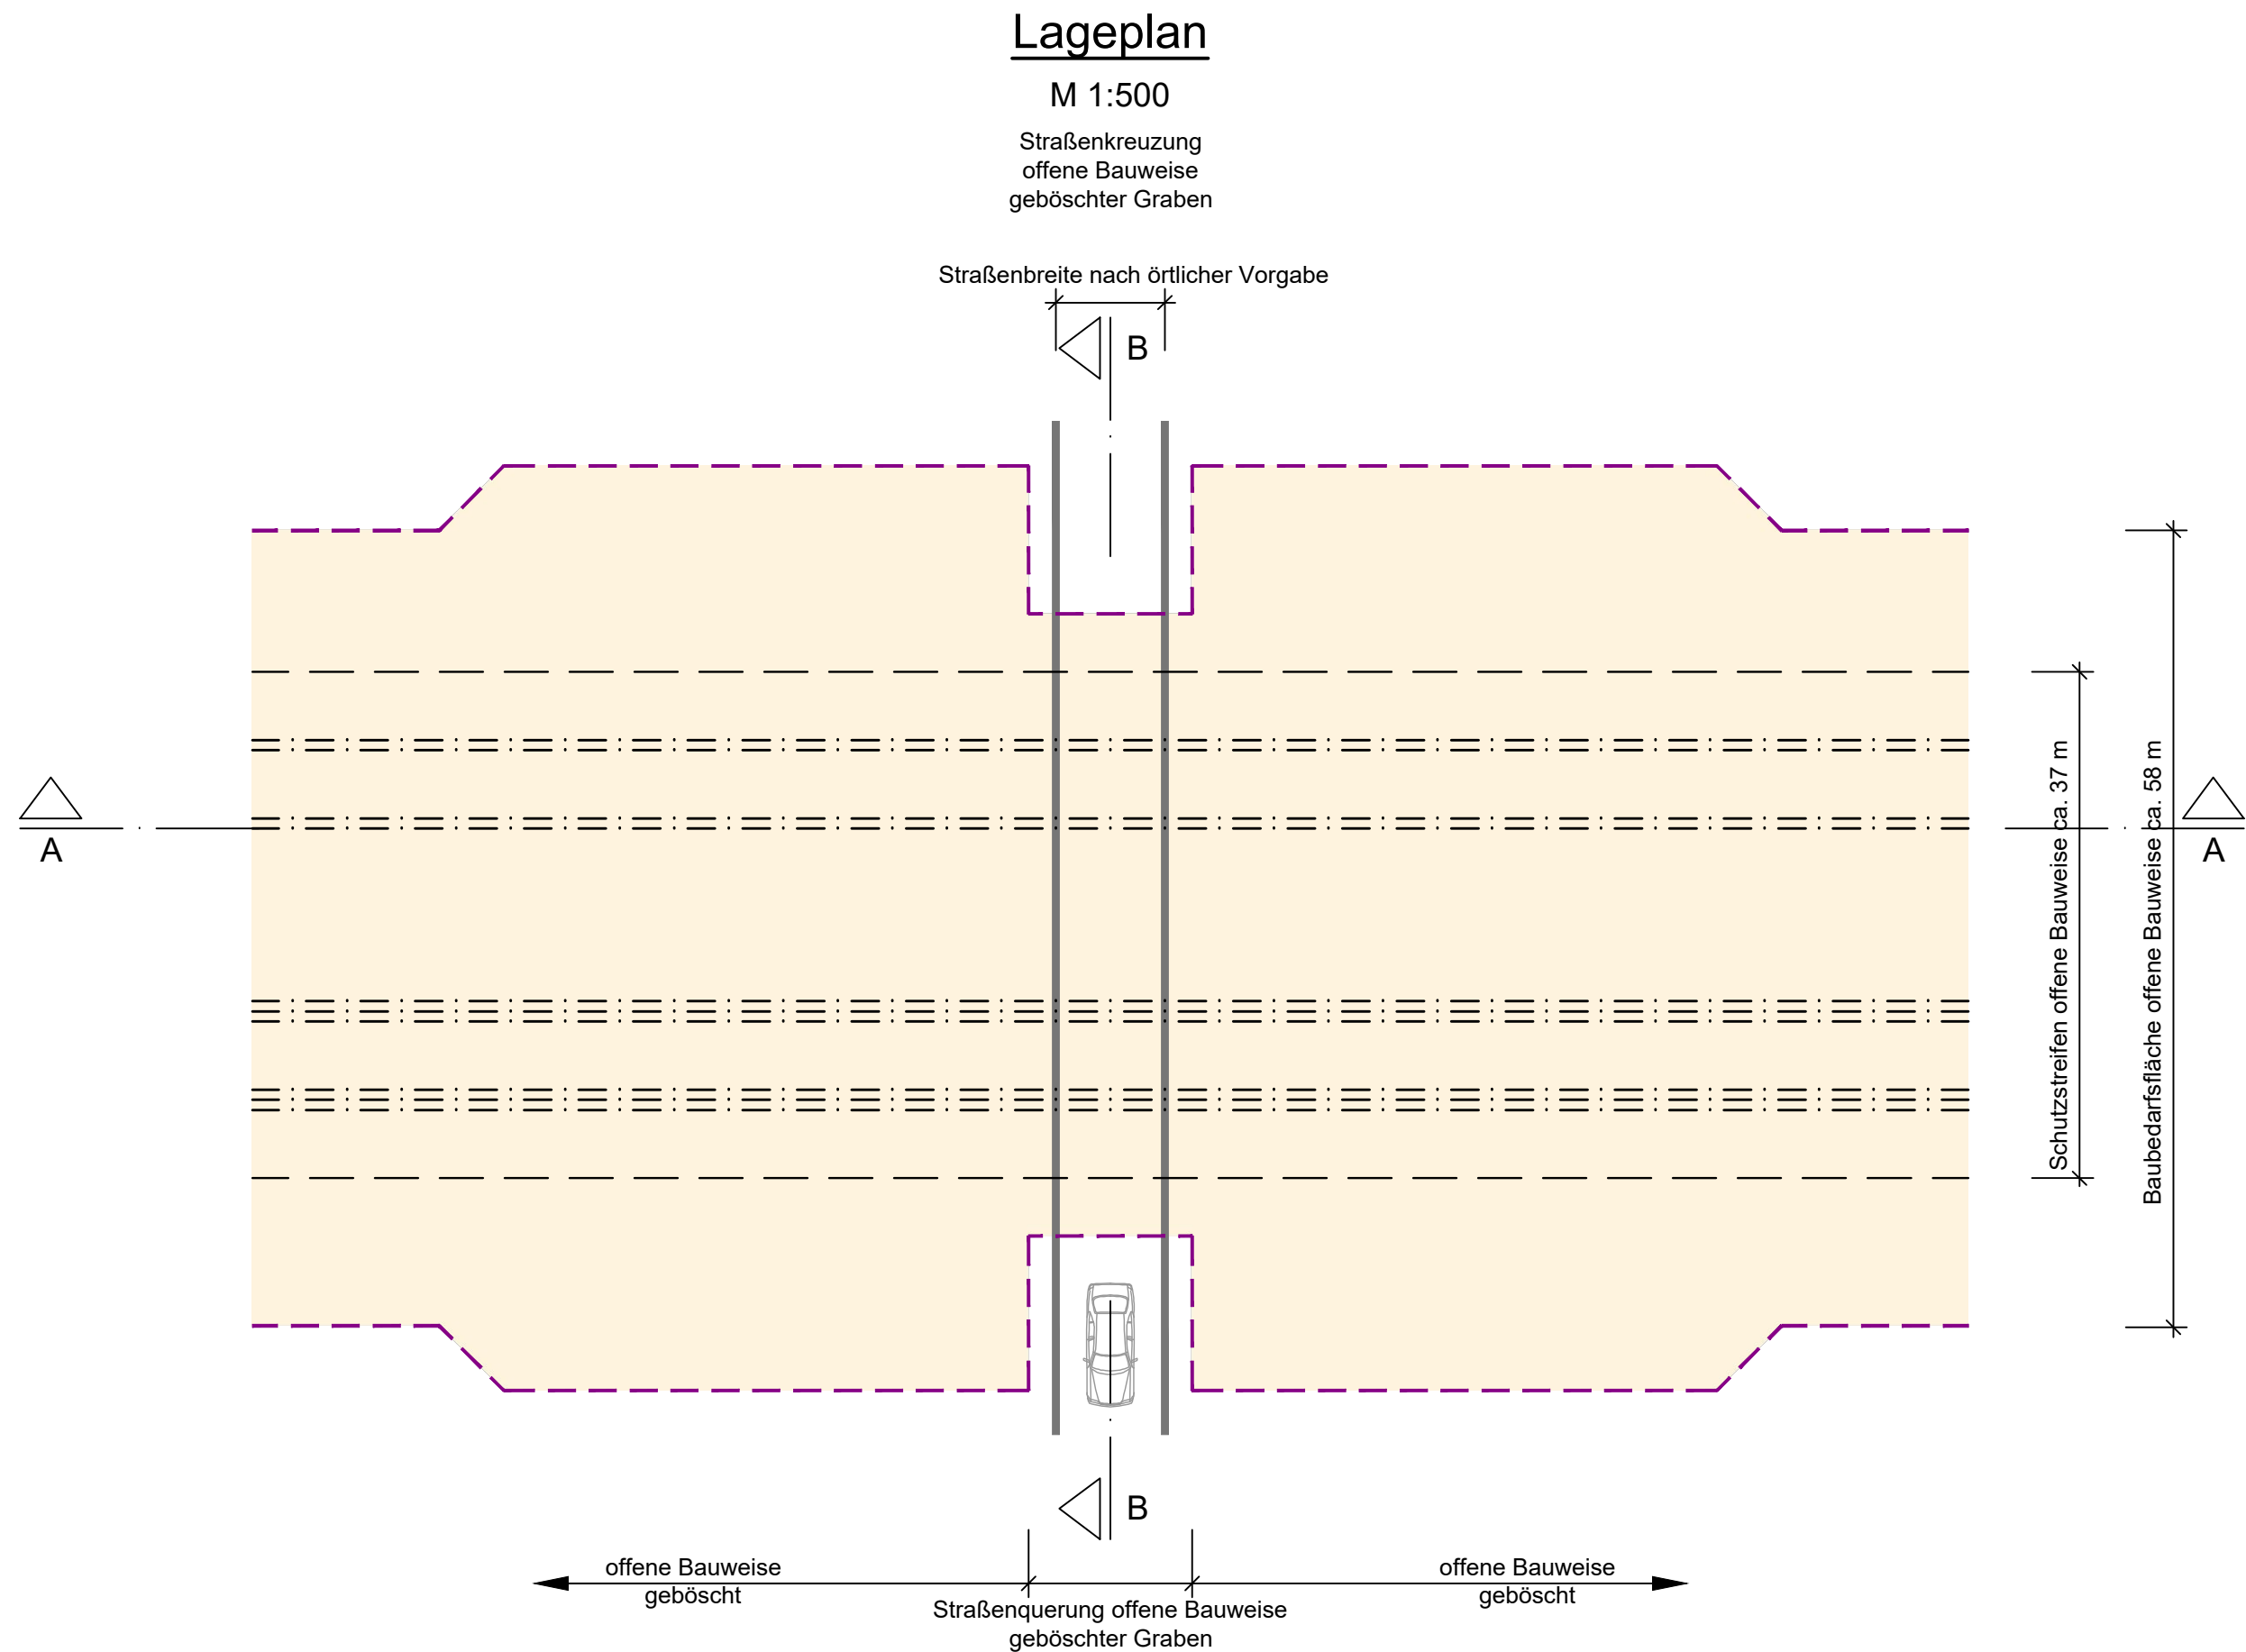 Lageplan
M 1:500
Straßenkreuzung
offene Bauweise
geböschter Graben
Straßenbreite nach örtlicher Vorgabe
B
A
Schutzstreifen offene Bauweise ca. 37 m
Baubedarfsfläche offene Bauweise ca. 58 m
A
B
offene Bauweise
geböscht
offene Bauweise
geböscht
Straßenquerung offene Bauweise
geböschter Graben